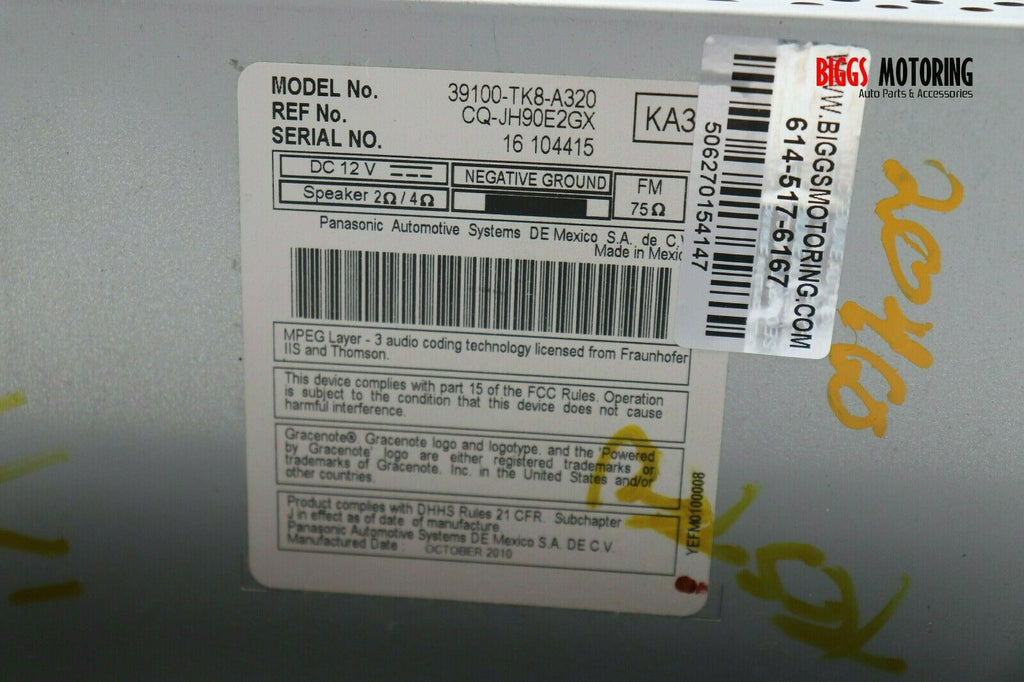 MODEL No. 39100-TK8-A320
REF No. CQ-JH90E2GX
SERIAL NO. 16 104415
KA3
DC 12 V
Speaker 2Ω / 4Ω
NEGATIVE GROUND
FM
75Ω
Panasonic Automotive Systems DE Mexico S.A. de C.V
Made in Mexic
MPEG Layer - 3 audio coding technology licensed from Fraunhofer
IIS and Thomson.
This device complies with part 15 of the FCC Rules. Operation
is subject to the condition that this device does not cause
harmful interference.
Gracenote® Gracenote logo and logotype, and the 'Powered
by Gracenote' logo are either registered trademarks or
trademarks of Gracenote, Inc. in the United States and/or
other countries.
Product complies with DHHS Rules 21 CFR. Subchapter
J in effect as of date of manufacture.
Panasonic Automotive Systems DE Mexico S.A. DE C.V.
Manufactured Date : OCTOBER 2010
YEFM0100008
506270154147
614-517-6167
WWW.BIGGSMOTORING.COM
BIGGS MOTORING
Auto Parts & Accessories
20460